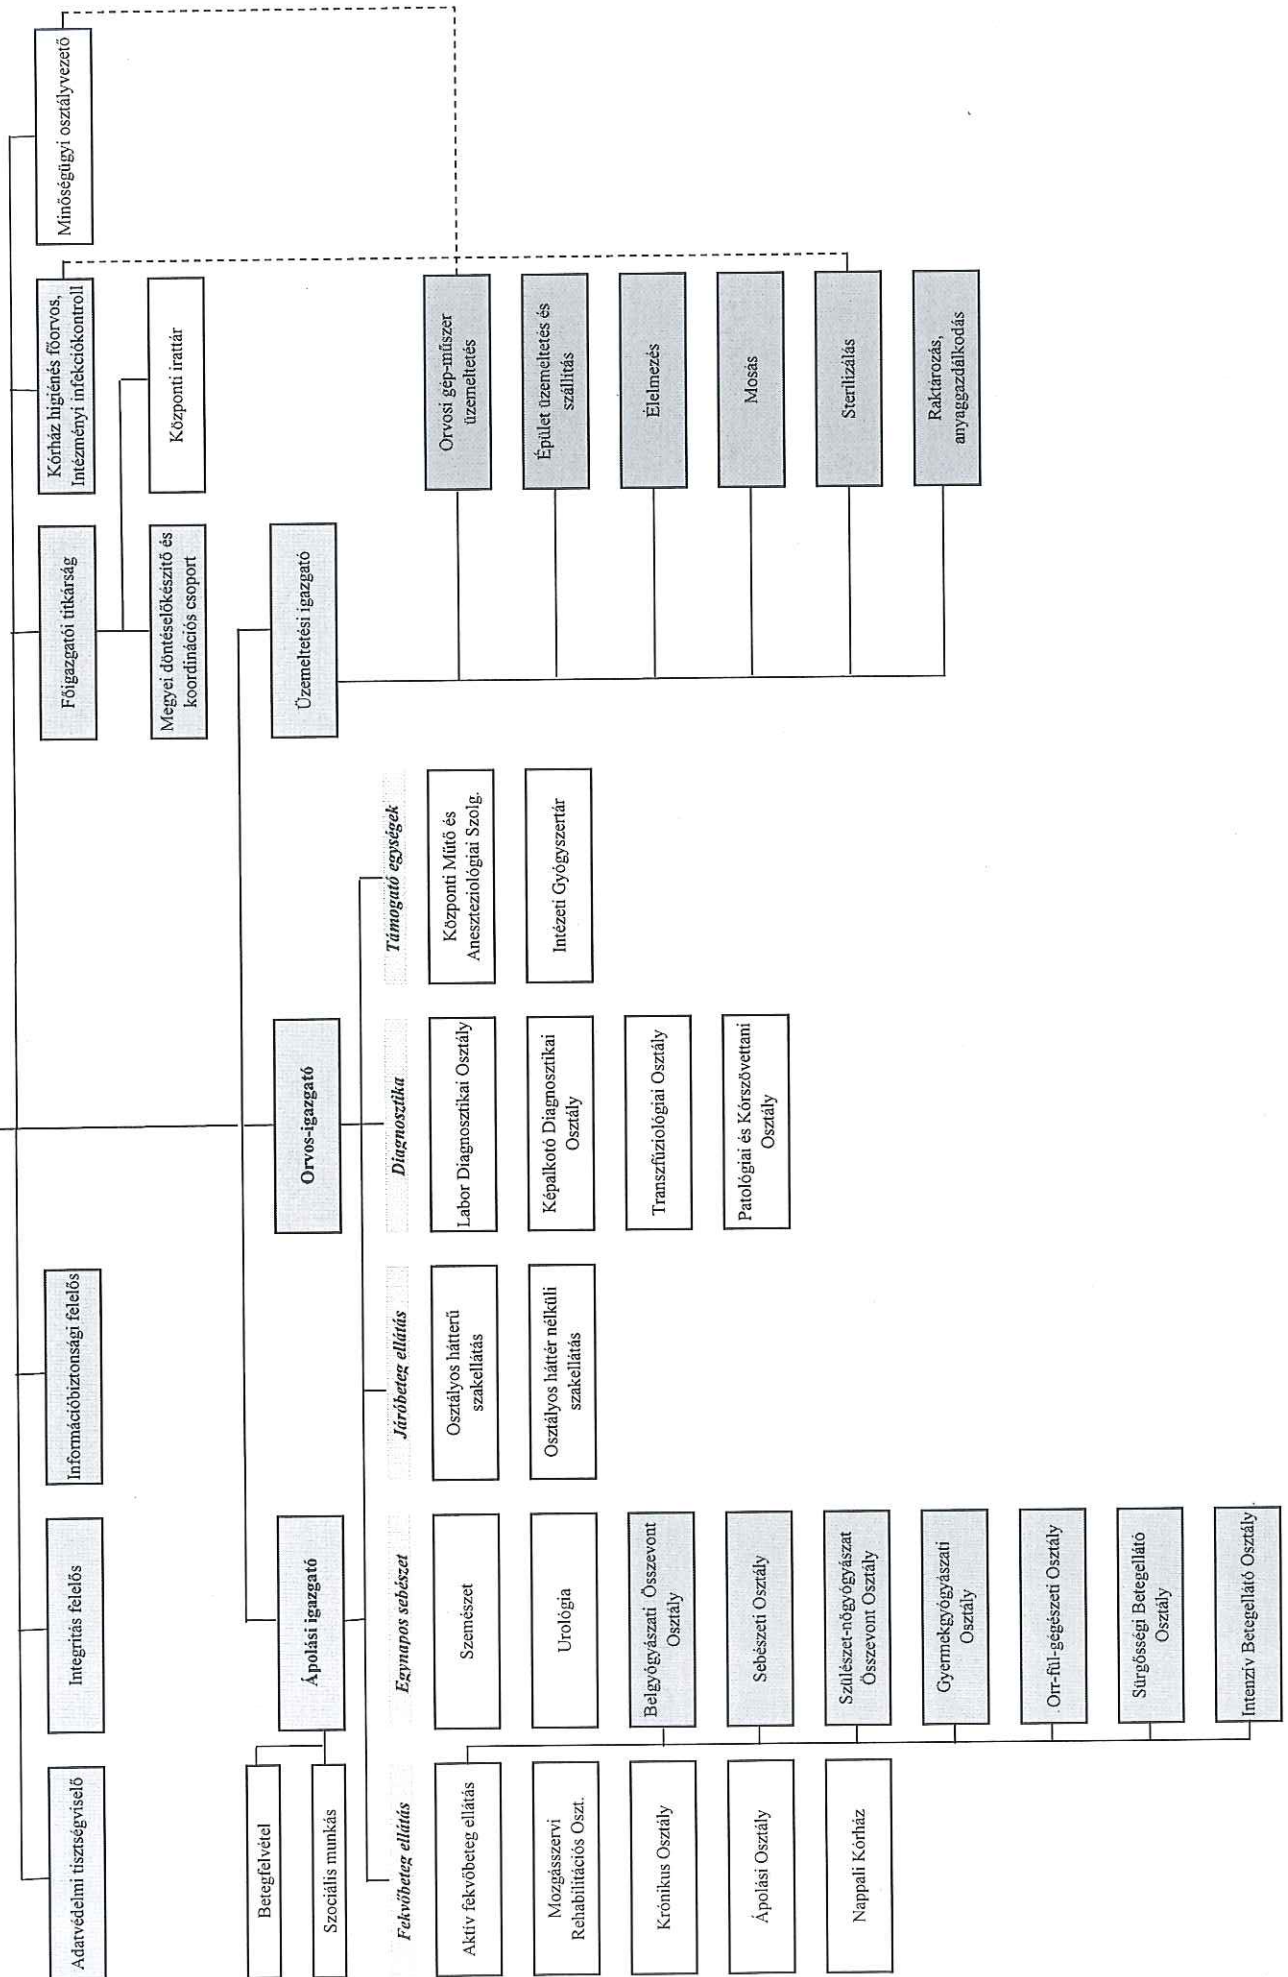 Adatvédelmi tisztségviselő
Integritás felelős
Információbiztonsági felelős
Főigazgatói titkárság
Kórház higiénés főorvos,
Intézményi infekciókontroll
Minőségügyi osztályvezető
Megyei döntéselőkészítő és
koordinációs csoport
Központi irattár
Betegfelvétel
Szociális munkás
Ápolási igazgató
Orvos-igazgató
Üzemeltetési igazgató
Fekvőbeteg ellátás
Egynapos sebészet
Járóbeteg ellátás
Diagnosztika
Támogató egységek
Aktív fekvőbeteg ellátás
Mozgásszervi
Rehabilitációs Oszt.
Krónikus Osztály
Ápolási Osztály
Nappali Kórház
Szemészet
Urológia
Belgyógyászati Összevont
Osztály
Sebészeti Osztály
Szülészet-nőgyógyászat
Összevont Osztály
Gyermekgyógyászati
Osztály
Orr-fül-gégészeti Osztály
Sürgősségi Betegellátó
Osztály
Intenzív Betegellátó Osztály
Osztályos hátterű
szakellátás
Osztályos háttér nélküli
szakellátás
Labor Diagnosztikai Osztály
Képalkotó Diagnosztikai
Osztály
Transzfúziológiai Osztály
Patológiai és Kórszövettani
Osztály
Központi Műtő és
Aneszteziológiai Szolg.
Intézeti Gyógyszertár
Orvosi gép-műszer
üzemeltetés
Épület üzemeltetés és
szállítás
Élelmezés
Mosás
Sterilizálás
Raktározás,
anyaggazdálkodás